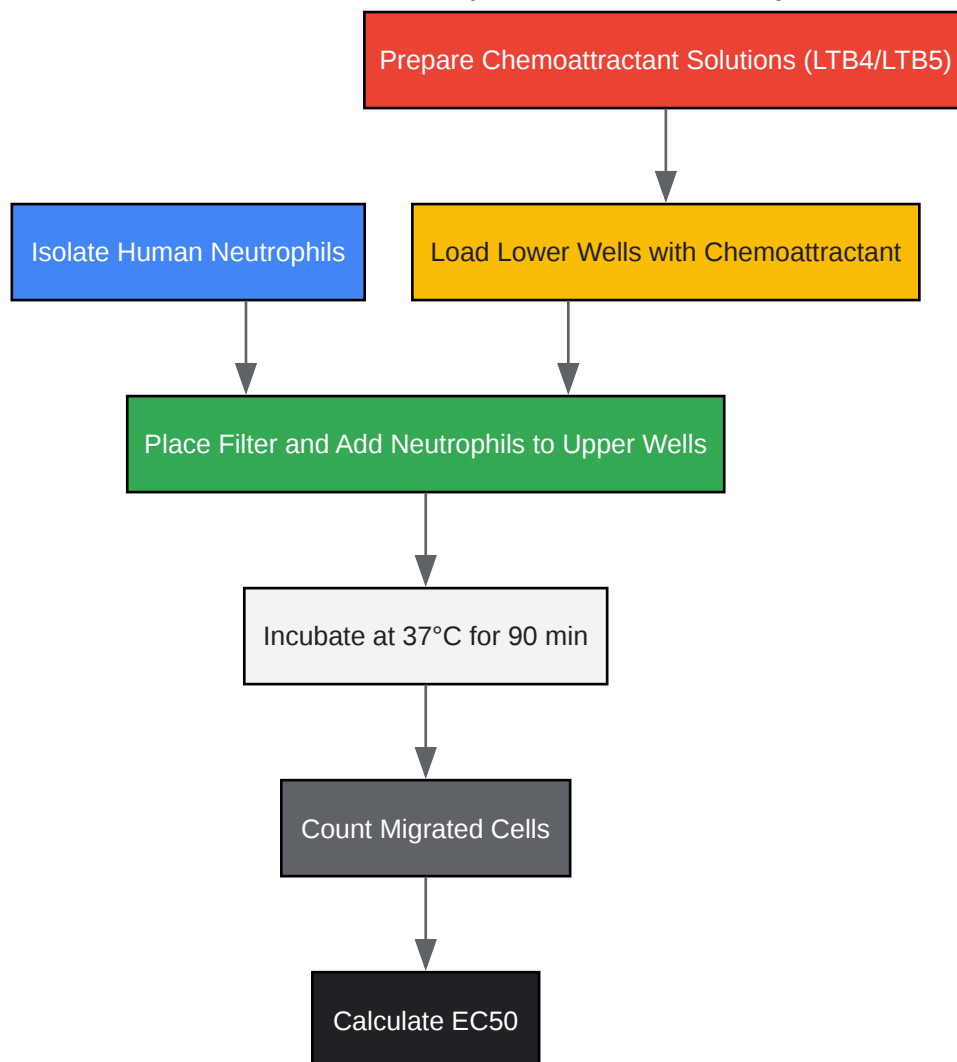 Prepare Chemoattractant Solutions (LTB4/LTB5)
Isolate Human Neutrophils
Load Lower Wells with Chemoattractant
Place Filter and Add Neutrophils to Upper Wells
Incubate at 37°C for 90 min
Count Migrated Cells
Calculate EC50